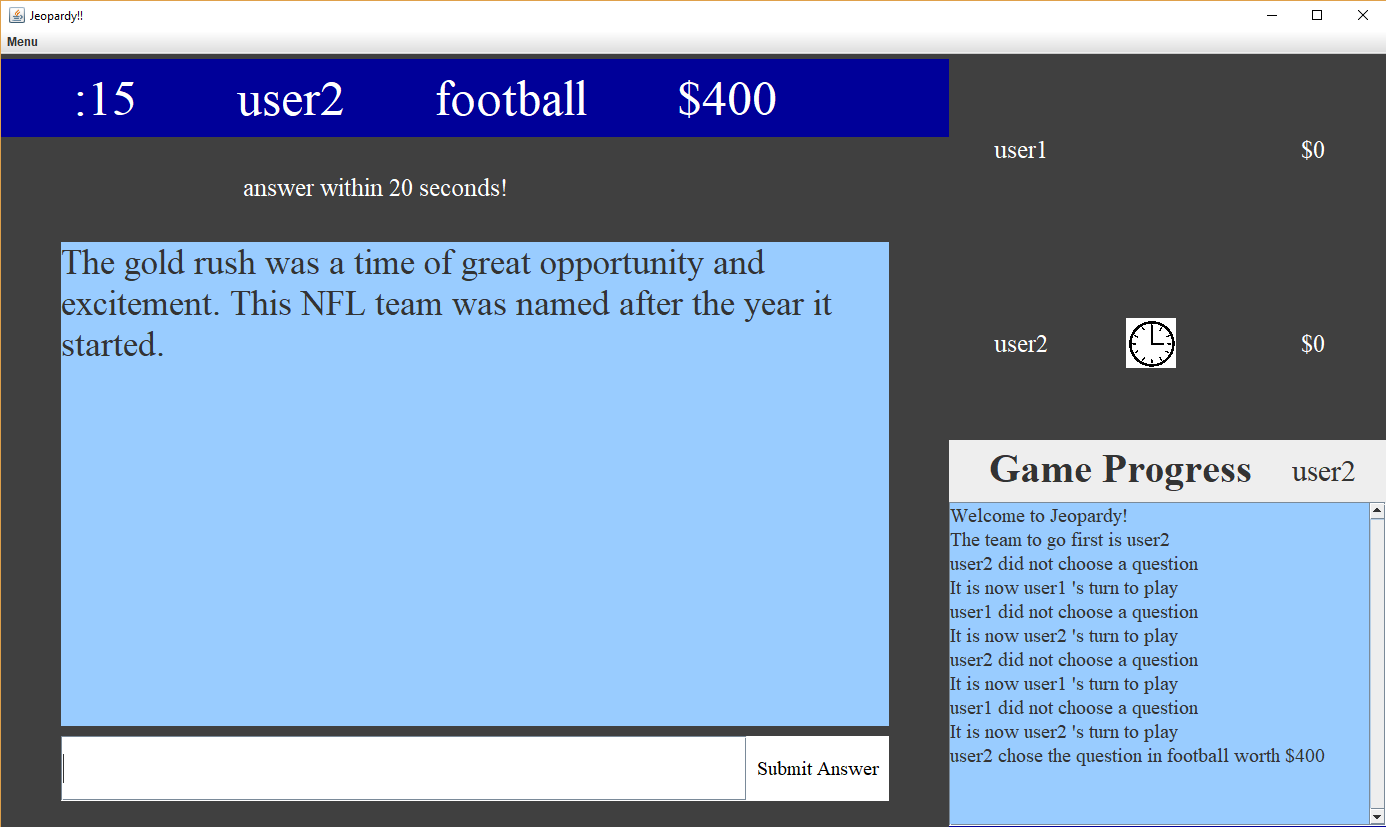 Jeopardy!!
Menu
:15 user2 football $400
answer within 20 seconds!
The gold rush was a time of great opportunity and
excitement. This NFL team was named after the year it
started.
Submit Answer
user1 $0
user2 $0
Game Progress user2
Welcome to Jeopardy!
The team to go first is user2
user2 did not choose a question
It is now user1 's turn to play
user1 did not choose a question
It is now user2 's turn to play
user2 did not choose a question
It is now user1 's turn to play
user1 did not choose a question
It is now user2 's turn to play
user2 chose the question in football worth $400